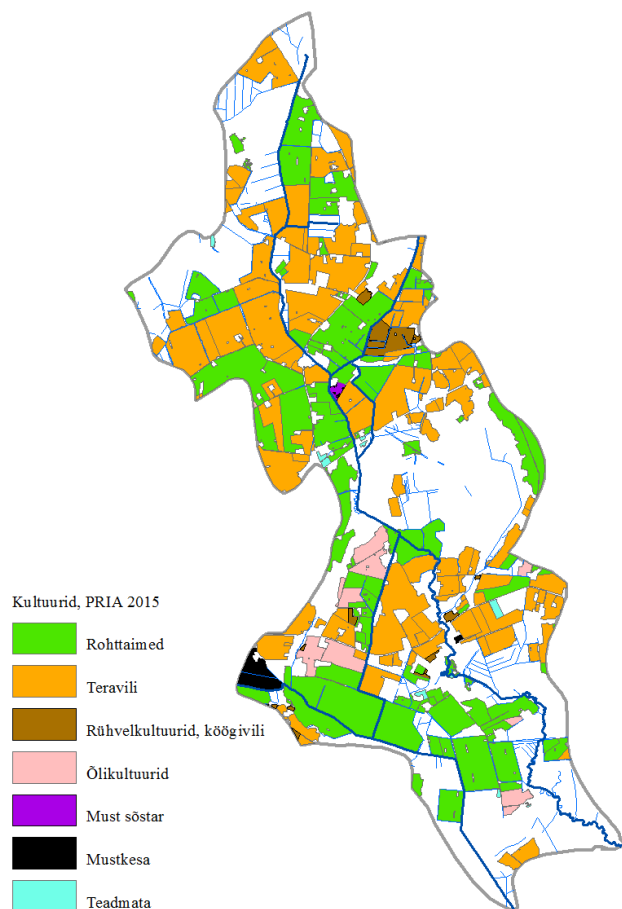 Kultuurid, PRIA 2015
Rohttaimed
Teravili
Rühvelkultuurid, köögivili
Õlikultuurid
Must sõstar
Mustkesa
Teadmata